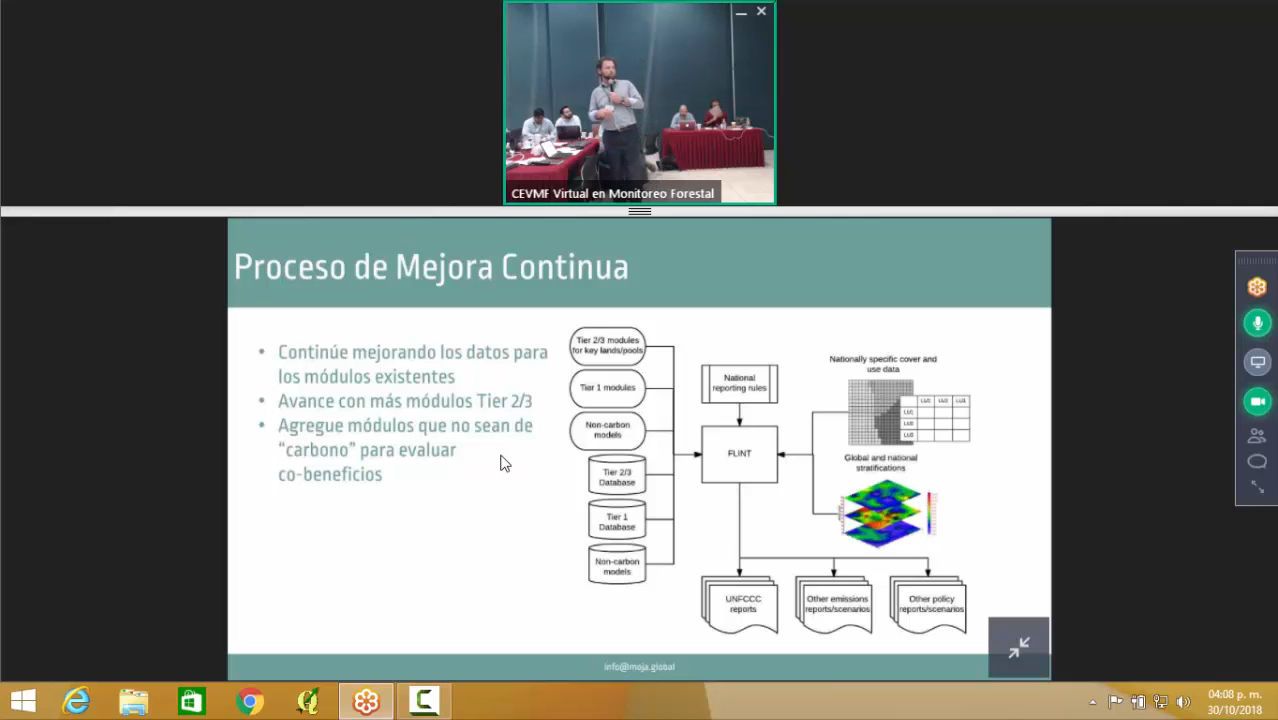 CEVMF Virtual en Monitoreo Forestal
Proceso de Mejora Continua
• Continúe mejorando los datos para
los módulos existentes
• Avance con más módulos Tier 2/3
• Agregue módulos que no sean de
“carbono” para evaluar
co-beneficios
Tier 2/3 modules
for key lands/pools
Tier 1 modules
Non-carbon
models
Tier 2/3
Database
Tier 1
Database
Non-carbon
models
National
reporting rules
FLINT
Nationally specific cover and
use data
Global and national
stratifications
UNFCCC
reports
Other emissions
reports/scenarios
Other policy
reports/scenarios
info@moja.global
04:08 p. m.
30/10/2018